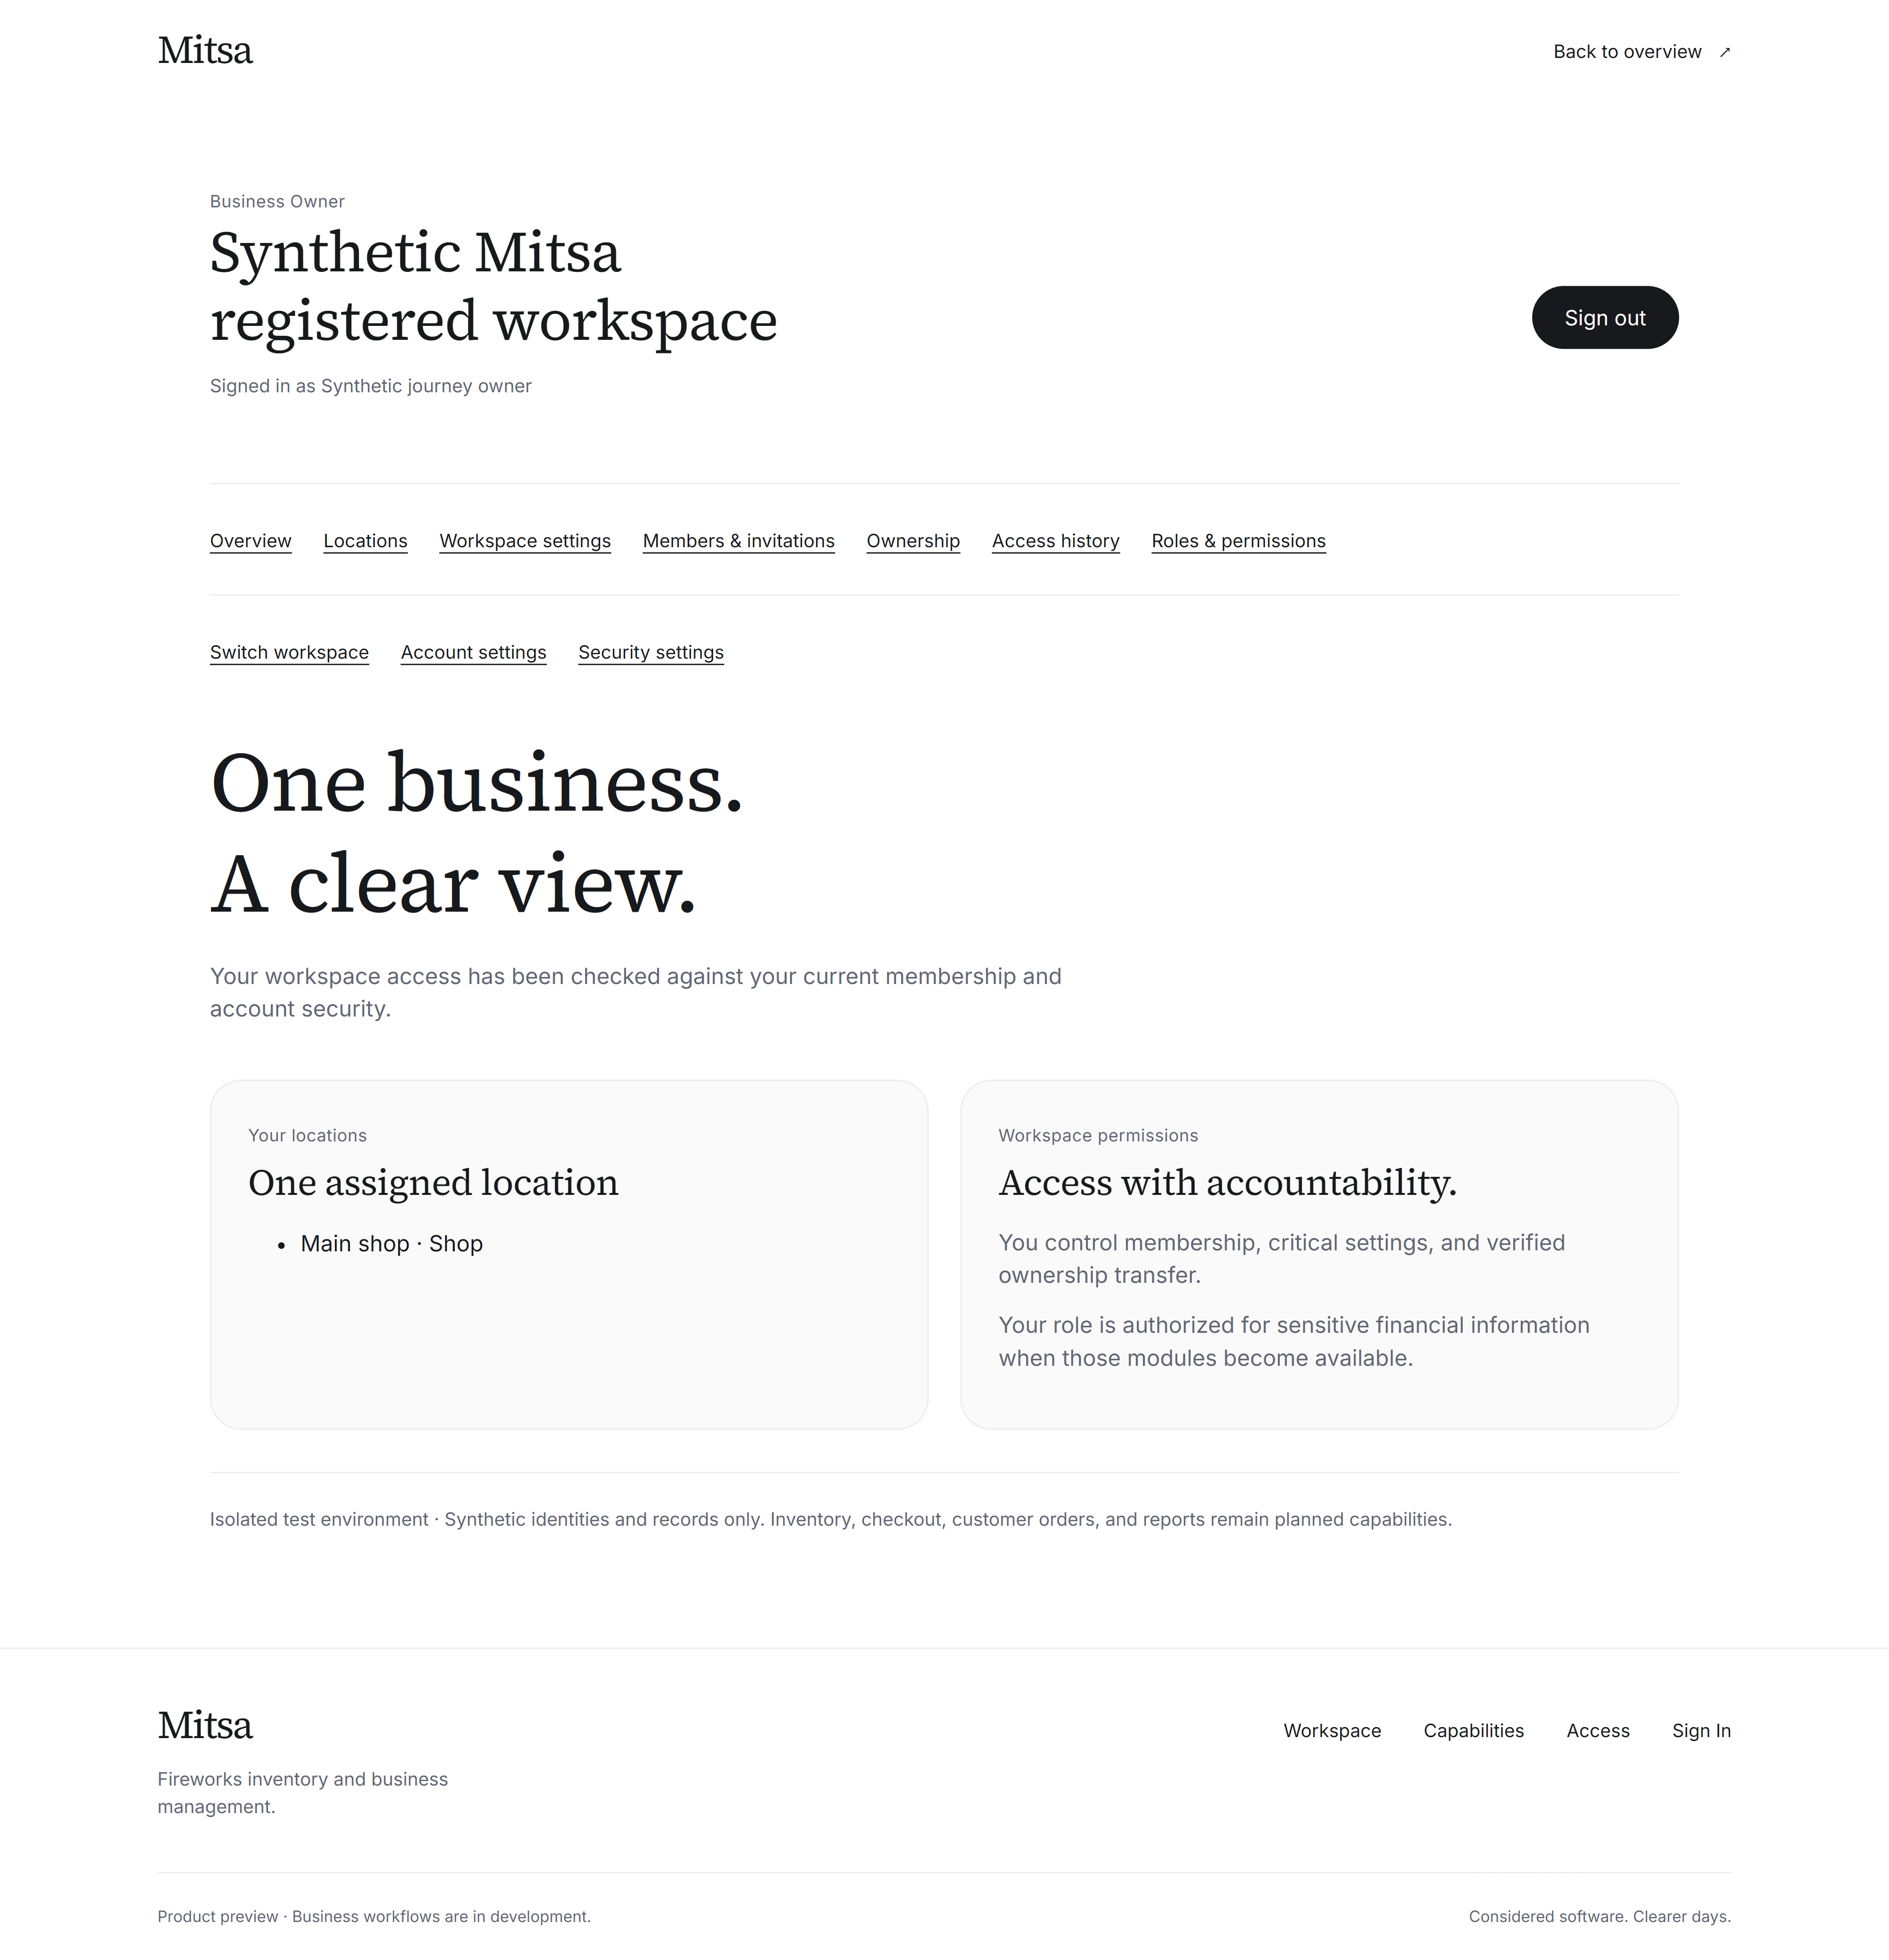 Mitsa
Back to overview ↗
Business Owner
Synthetic Mitsa
registered workspace
Sign out
Signed in as Synthetic journey owner
Overview Locations Workspace settings Members & invitations Ownership Access history Roles & permissions
Switch workspace Account settings Security settings
One business.
A clear view.
Your workspace access has been checked against your current membership and
account security.
Your locations
One assigned location
• Main shop · Shop
Workspace permissions
Access with accountability.
You control membership, critical settings, and verified
ownership transfer.
Your role is authorized for sensitive financial information
when those modules become available.
Isolated test environment · Synthetic identities and records only. Inventory, checkout, customer orders, and reports remain planned capabilities.
Mitsa
Workspace Capabilities Access Sign In
Fireworks inventory and business
management.
Product preview · Business workflows are in development.
Considered software. Clearer days.